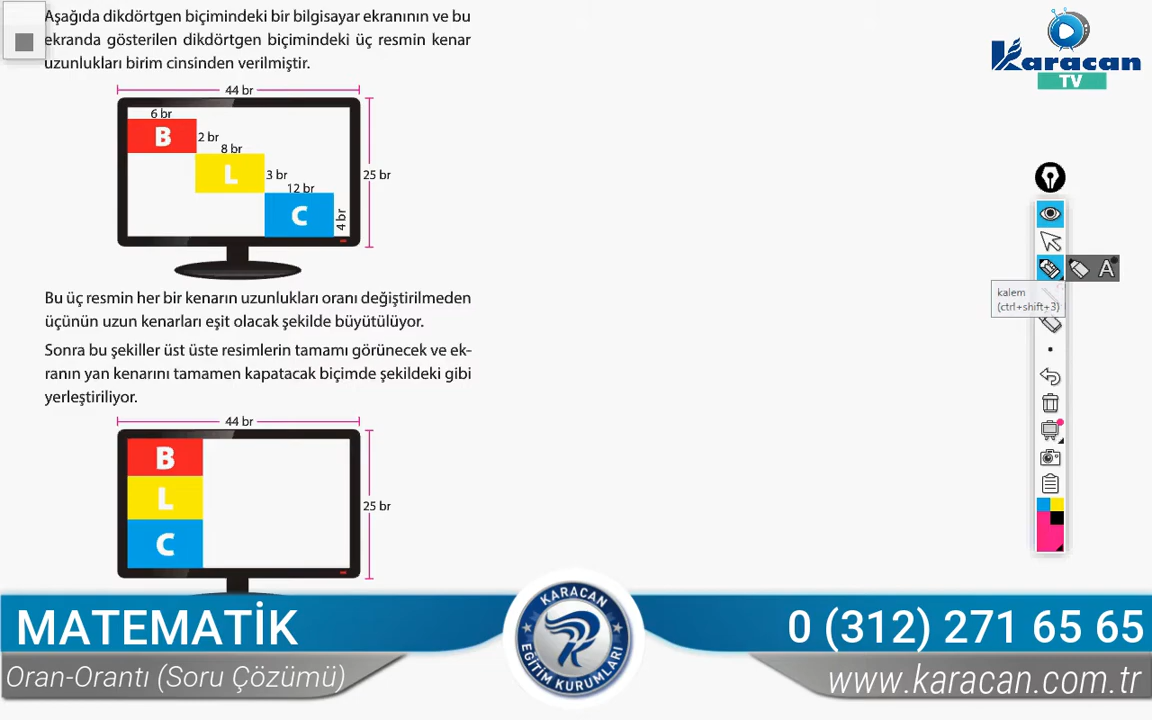 Aşağıda dikdörtgen biçimindeki bir bilgisayar ekranının ve bu
ekranda gösterilen dikdörtgen biçimindeki üç resmin kenar
uzunlukları birim cinsinden verilmiştir.
44 br
6 br
B
2 br
8 br
L
3 br
12 br
C
4 br
25 br
Bu üç resmin her bir kenarın uzunlukları oranı değiştirilmeden
üçünün uzun kenarları eşit olacak şekilde büyütülüyor.
Sonra bu şekiller üst üste resimlerin tamamı görünecek ve ek-
ranın yan kenarını tamamen kapatacak biçimde şekildeki gibi
yerleştiriliyor.
44 br
B
L
C
25 br
Karacan
TV
A
kalem
(ctrl+shift+3)
MATEMATİK
Oran-Orantı (Soru Çözümü)
KARACAN
EĞİTİM KURUMLARI
0 (312) 271 65 65
www.karacan.com.tr